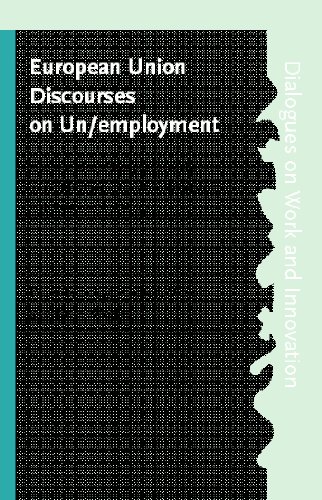 European Union
Discourses
on Un/employment
Dialogues on Work and Innovation